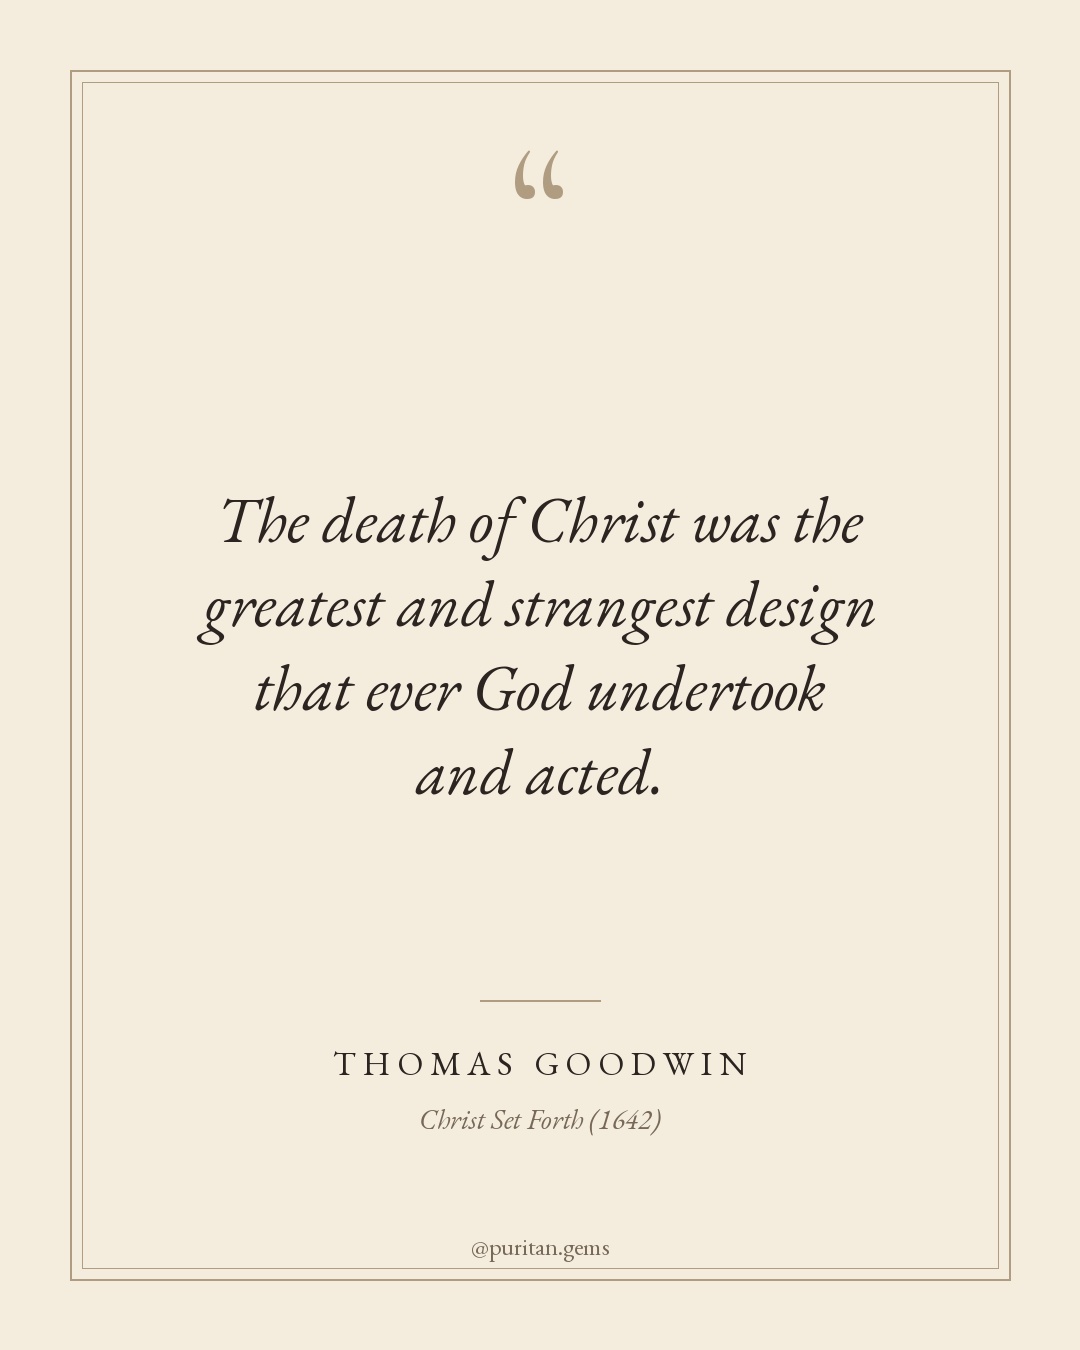 “
The death of Christ was the
greatest and strangest design
that ever God undertook
and acted.
THOMAS GOODWIN
Christ Set Forth (1642)
@puritan.gems